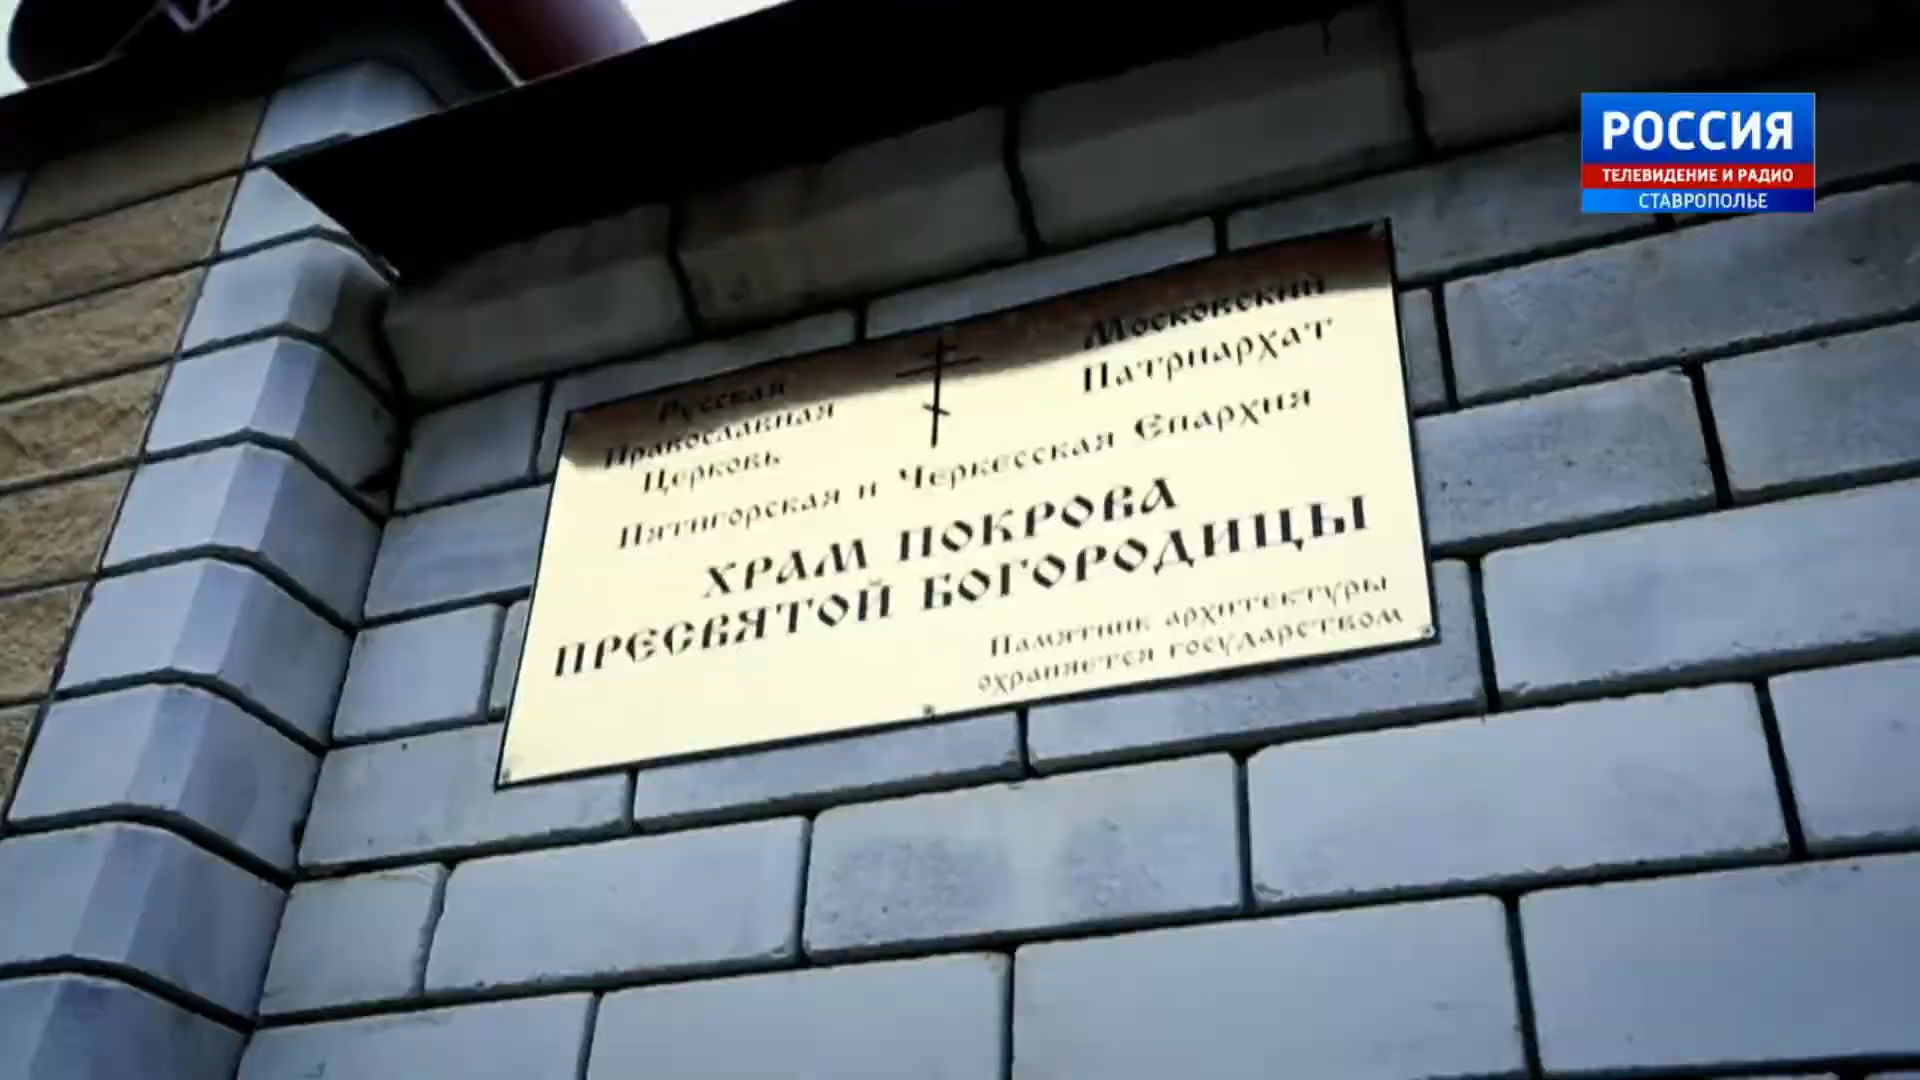 РОССИЯ
ТЕЛЕВИДЕНИЕ И РАДИО
СТАВРОПОЛЬЕ
Русская
Православная
Церковь
Московский
Патриархат
Пятигорская и Черкесская Епархия
ХРАМ ПОКРОВА
ПРЕСВЯТОЙ БОГОРОДИЦЫ
Памятник архитектуры
охраняется государством